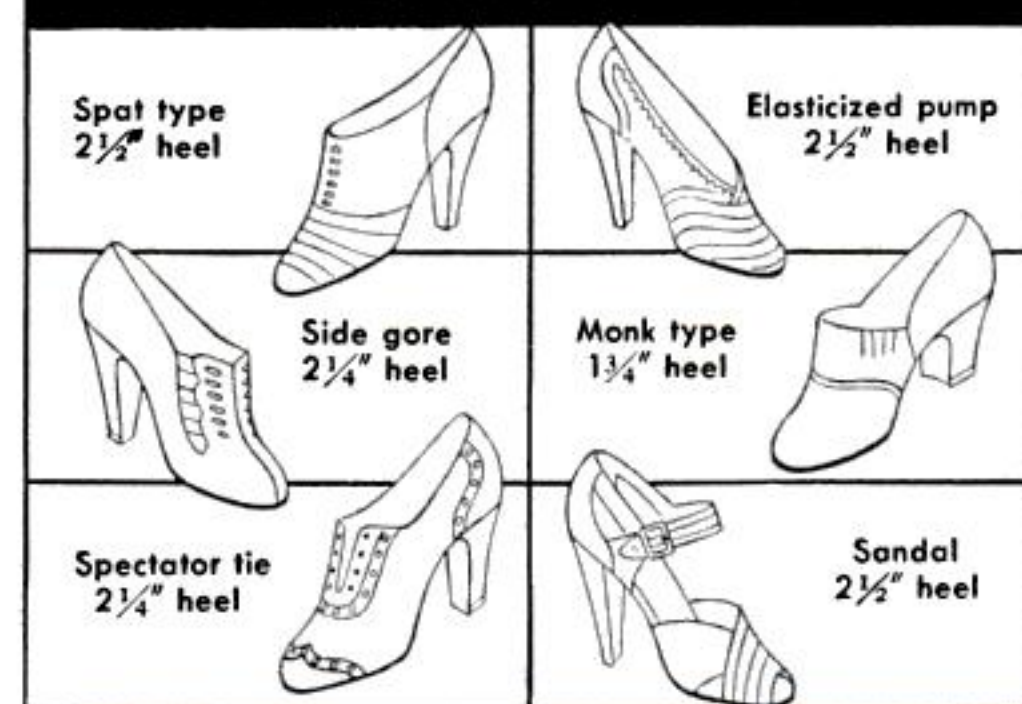 Spat type
2½" heel
Elasticized pump
2½" heel
Side gore
2¼" heel
Monk type
1¾" heel
Spectator tie
2¼" heel
Sandal
2½" heel